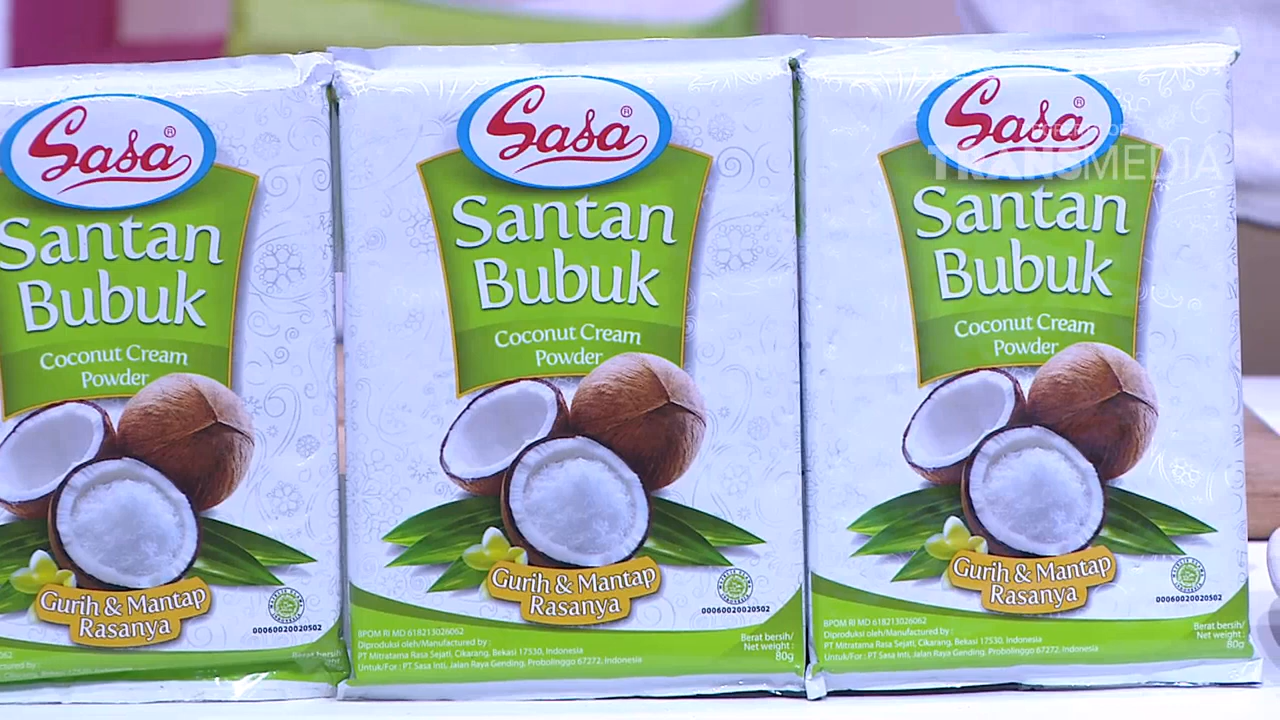 Sasa®
Santan
Bubuk
Coconut Cream
Powder
Gurih & Mantap
Rasanya
00060020020502
Berat bersih/
Sasa®
Santan
Bubuk
Coconut Cream
Powder
Gurih & Mantap
Rasanya
00060020020502
BPOM RI MD 618213026062
Diproduksi oleh/Manufactured by :
PT Mitratama Rasa Sejati, Cikarang, Bekasi 17530, Indonesia
Untuk/For : PT Sasa Inti, Jalan Raya Gending, Probolinggo 67272, Indonesia
Berat bersih/
Net weight :
80g
Sasa®
TRANSMEDIA
Santan
Bubuk
Coconut Cream
Powder
Gurih & Mantap
Rasanya
00060020020502
BPOM RI MD 618213026062
Diproduksi oleh/Manufactured by :
PT Mitratama Rasa Sejati, Cikarang, Bekasi 17530, Indonesia
Untuk/For : PT Sasa Inti, Jalan Raya Gending, Probolinggo 67272, Indonesia
Berat bersih/
Net weight :
80g